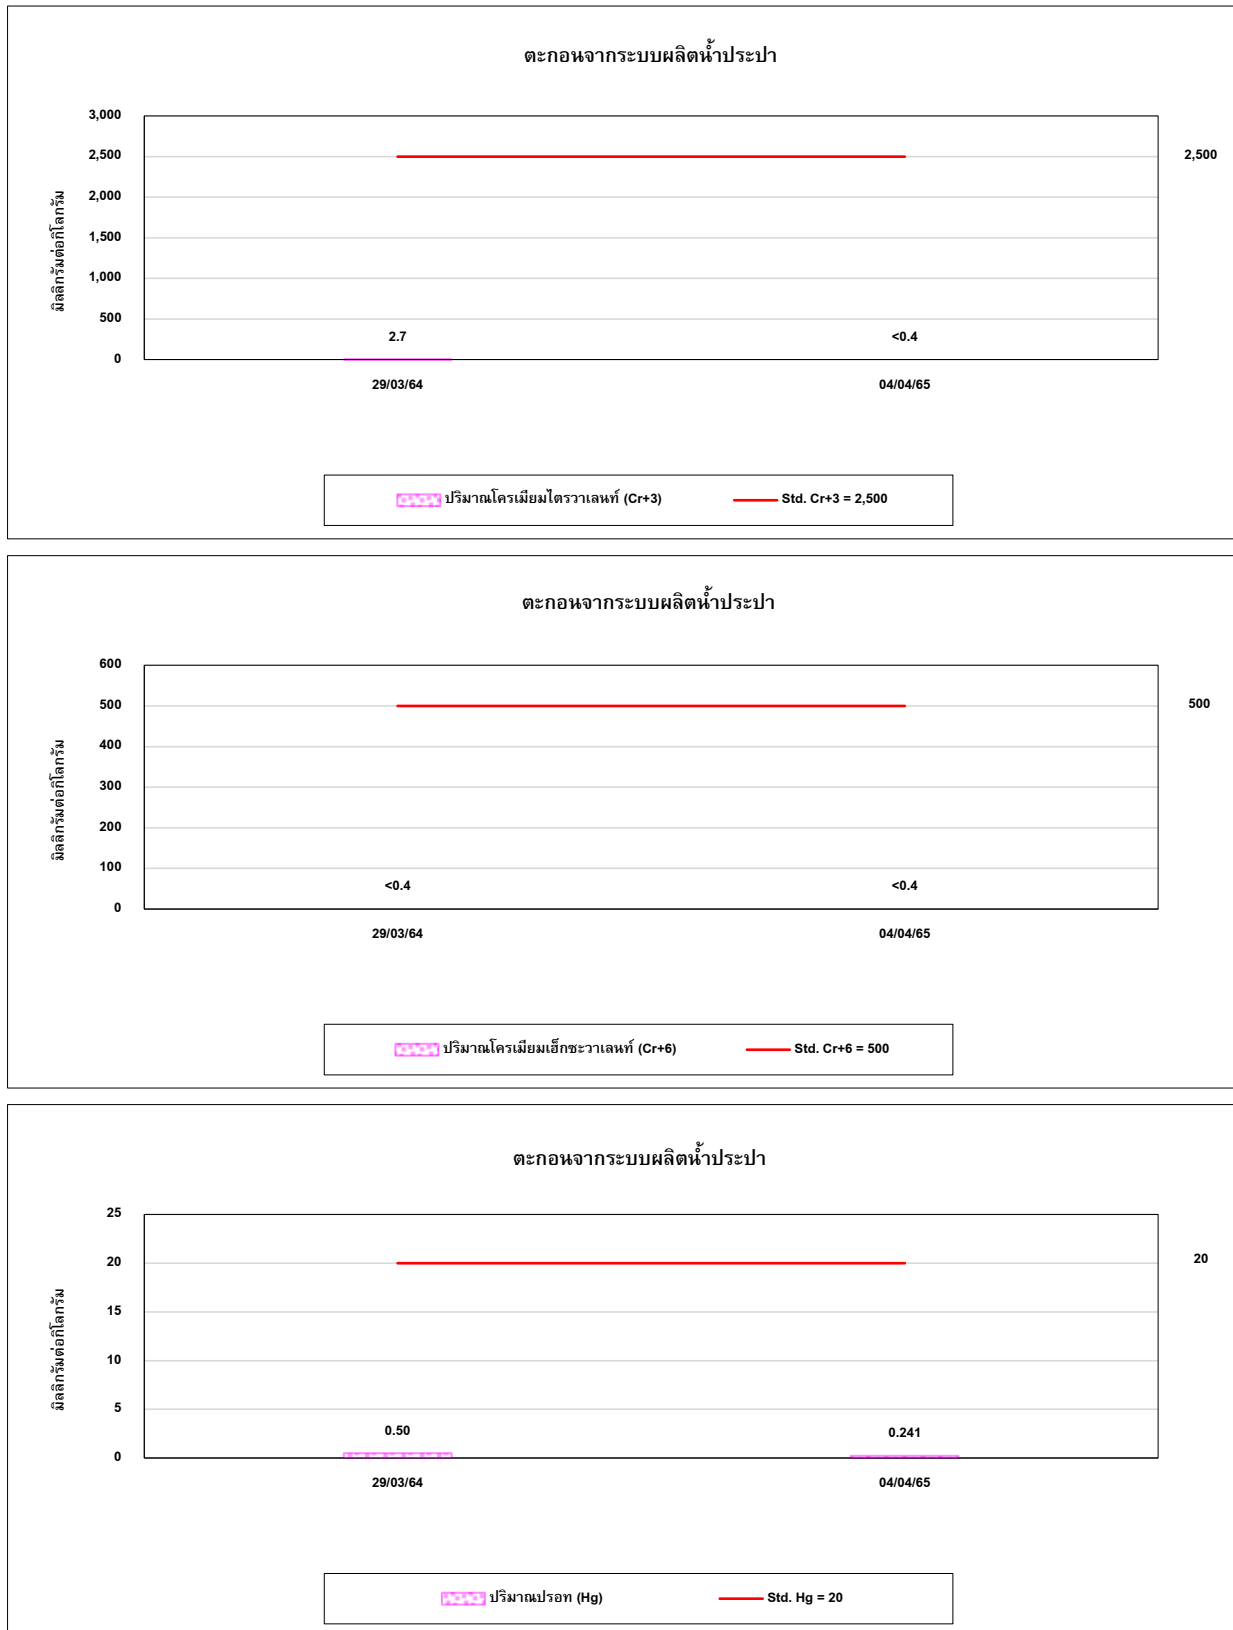 ตะกอนจากระบบผลิตน้ำประปา
มิลลิกรัมต่อกิโลกรัม
3,000
2,500
2,000
1,500
1,000
500
0
2,500
2.7
<0.4
29/03/64
04/04/65
ปริมาณโครเมียมไตรวาเลนท์ (Cr+3)
Std. Cr+3 = 2,500
ตะกอนจากระบบผลิตน้ำประปา
มิลลิกรัมต่อกิโลกรัม
600
500
400
300
200
100
0
500
<0.4
<0.4
29/03/64
04/04/65
ปริมาณโครเมียมเฮ็กซะวาเลนท์ (Cr+6)
Std. Cr+6 = 500
ตะกอนจากระบบผลิตน้ำประปา
มิลลิกรัมต่อกิโลกรัม
25
20
15
10
5
0
20
0.50
0.241
29/03/64
04/04/65
ปริมาณปรอท (Hg)
Std. Hg = 20